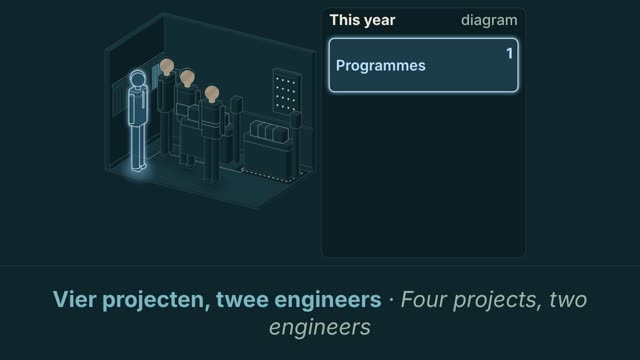 This year diagram
1
Programmes
Vier projecten, twee engineers · Four projects, two
engineers